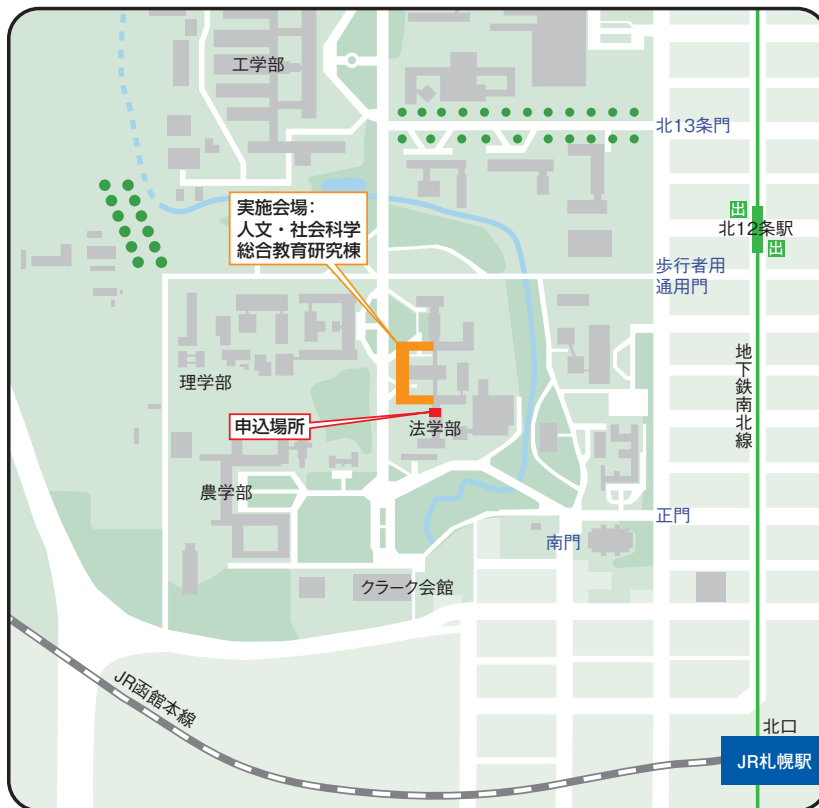 工学部
北13条門
実施会場：
人文・社会科学
総合教育研究棟
出
北12条駅
出
歩行者用
通用門
地下鉄南北線
理学部
申込場所
法学部
農学部
正門
南門
クラーク会館
JR函館本線
北口
JR札幌駅